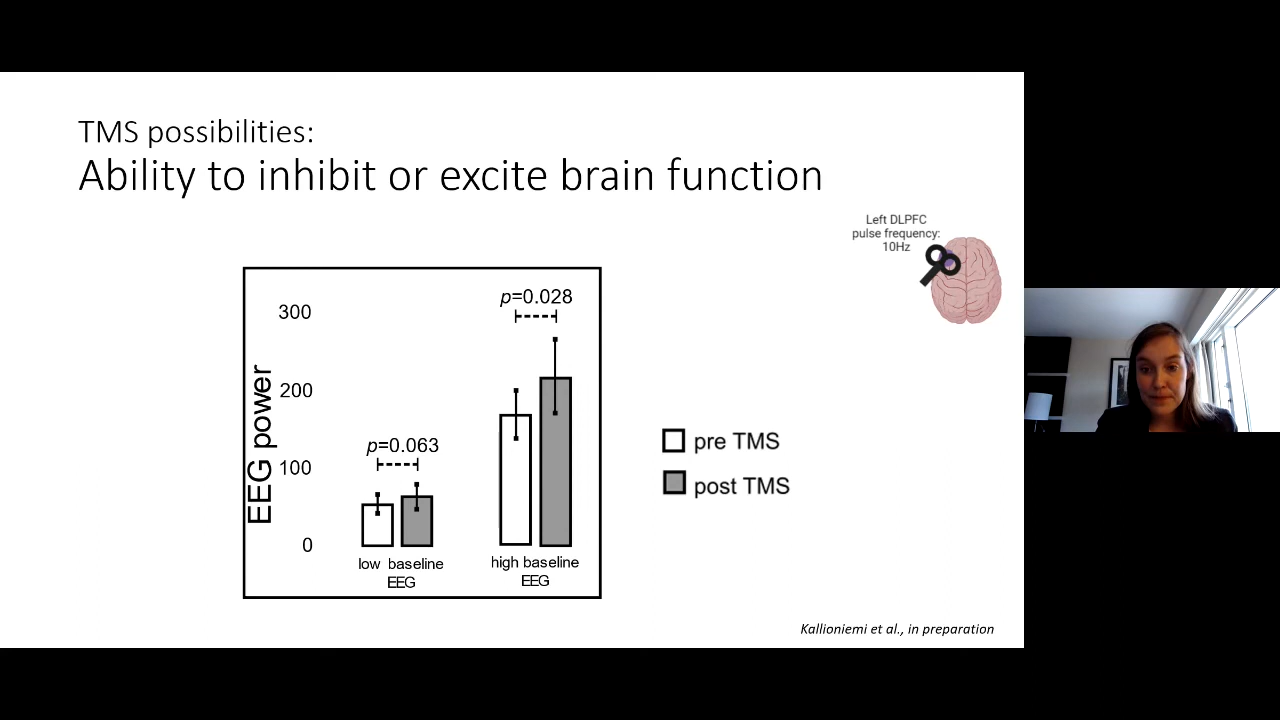 TMS possibilities:
Ability to inhibit or excite brain function
Left DLPFC
pulse frequency:
10Hz
p=0.028
300
EEG power
200
p=0.063
100
0
low baseline
EEG
high baseline
EEG
pre TMS
post TMS
Kallioniemi et al., in preparation